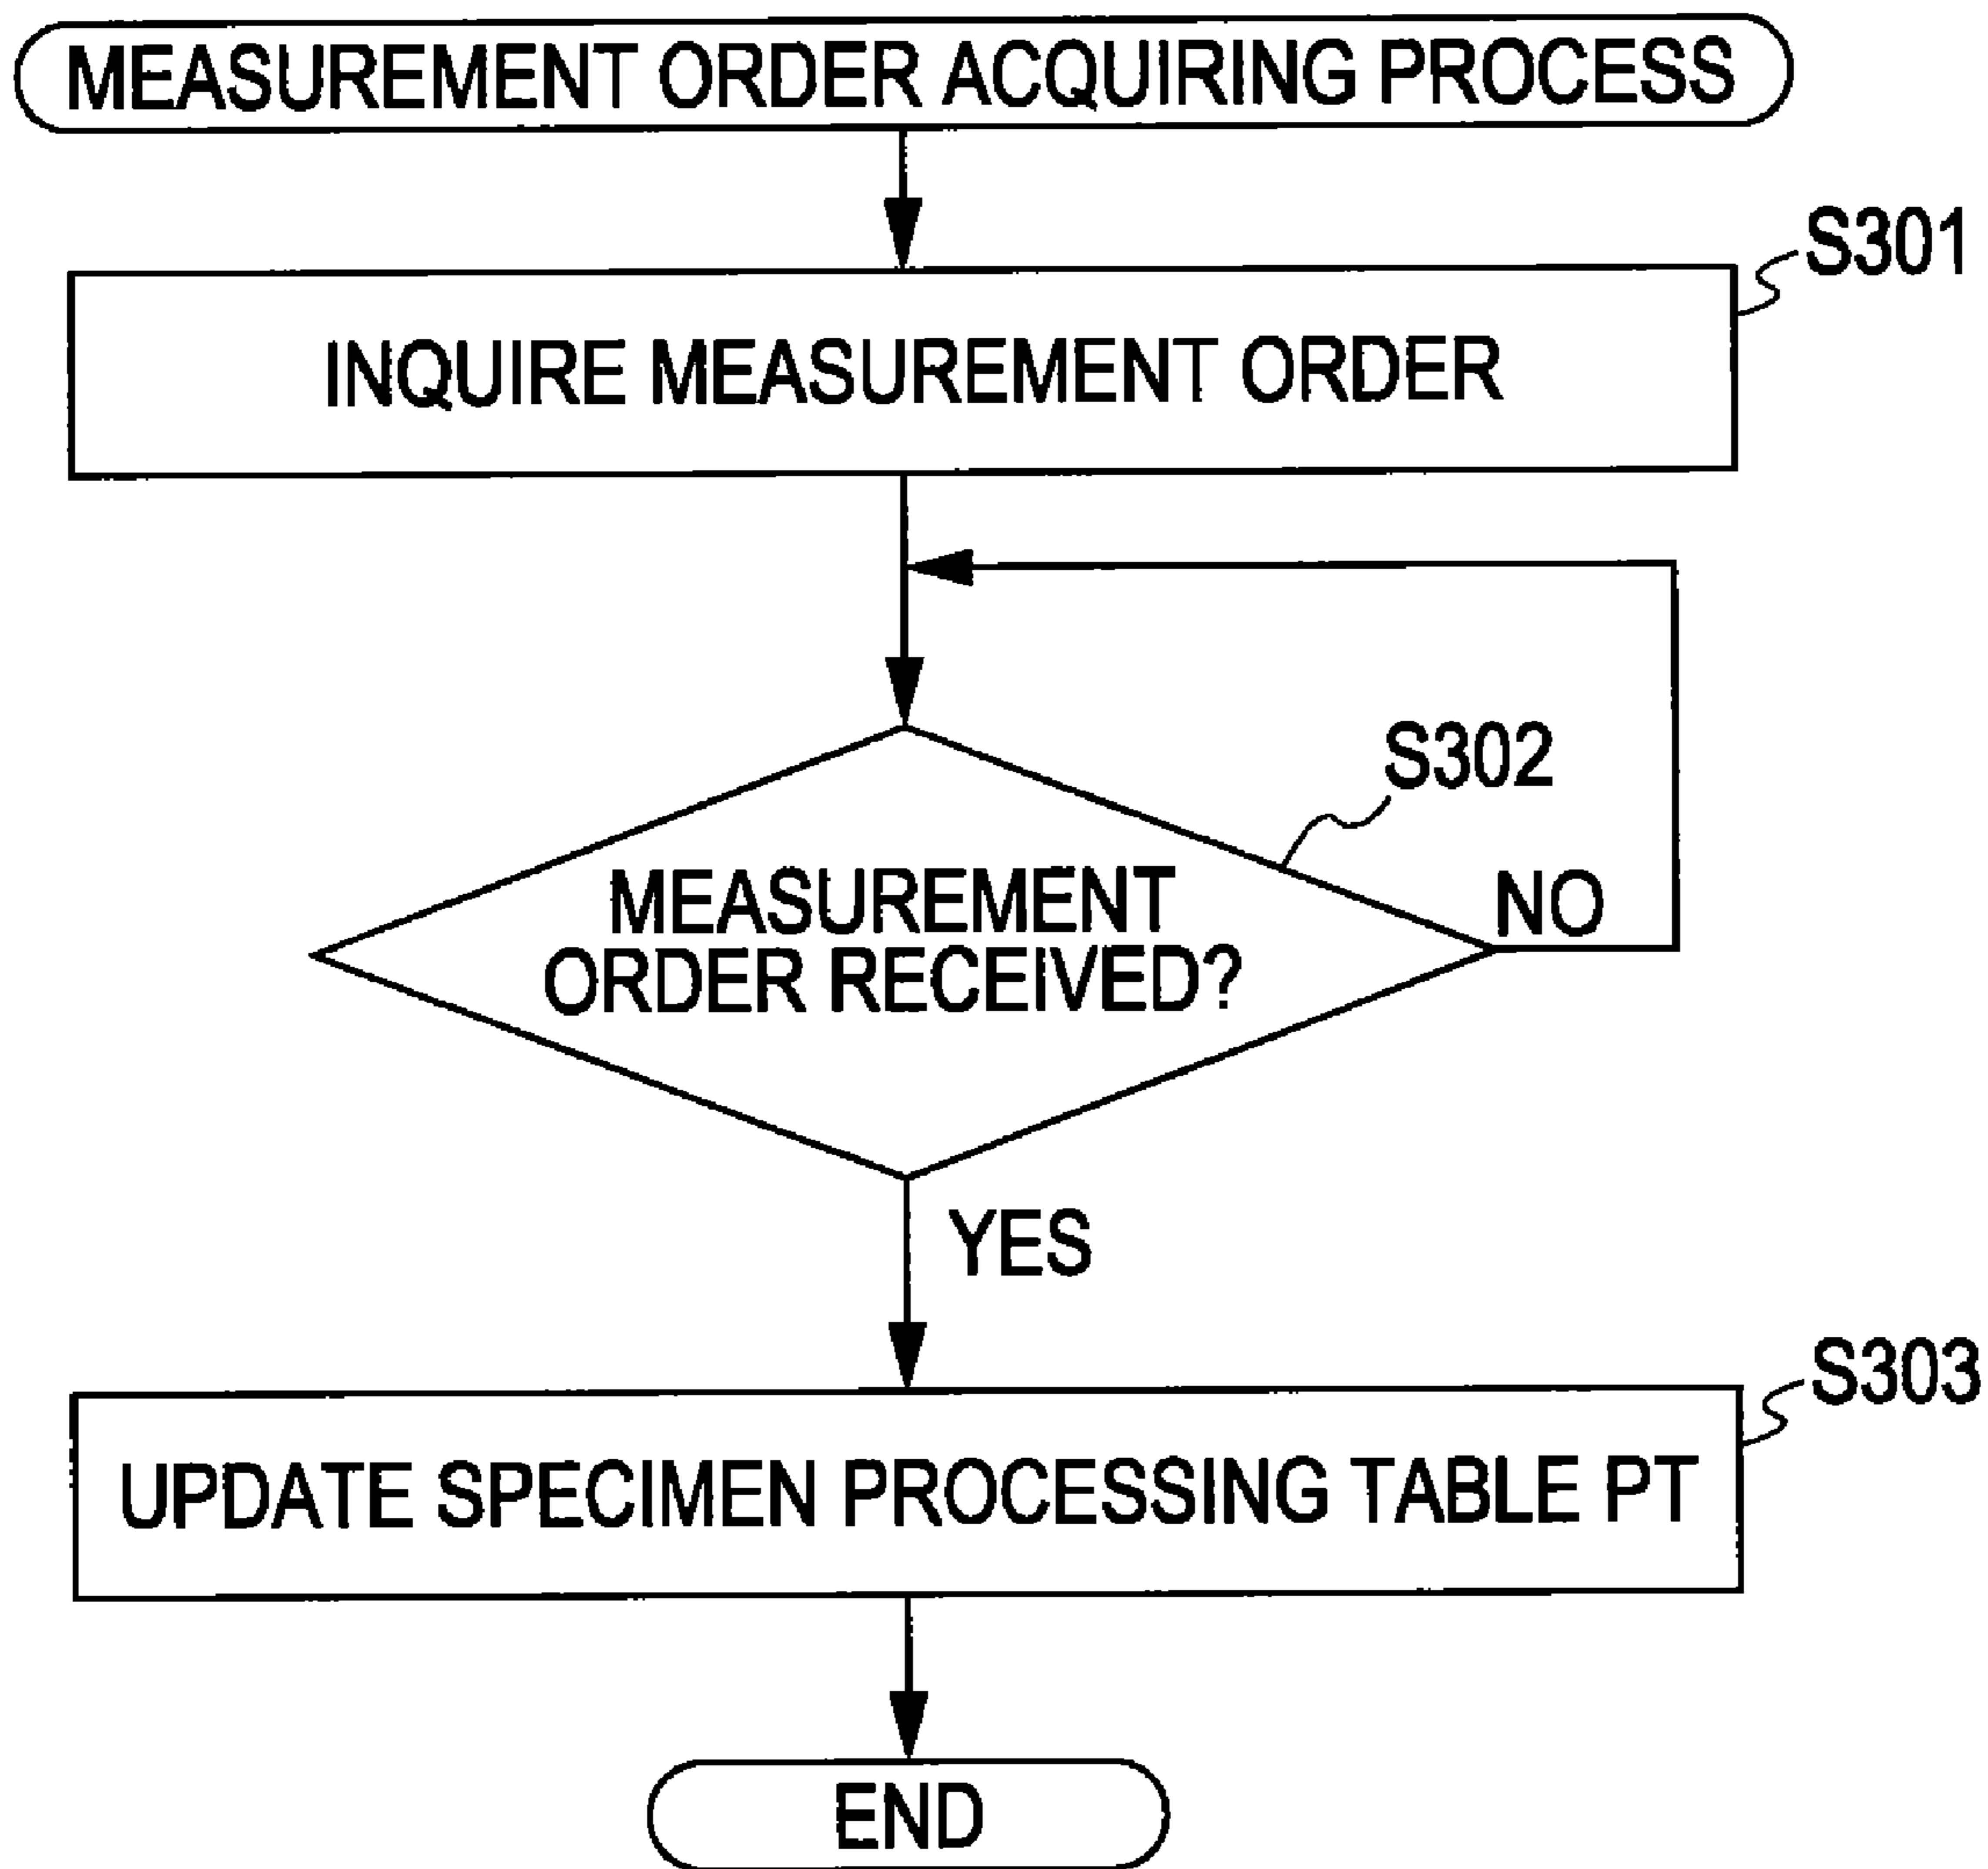 MEASUREMENT ORDER ACQUIRING PROCESS
S301
INQUIRE MEASUREMENT ORDER
S302
MEASUREMENT
ORDER RECEIVED?
NO
YES
S303
UPDATE SPECIMEN PROCESSING TABLE PT
END